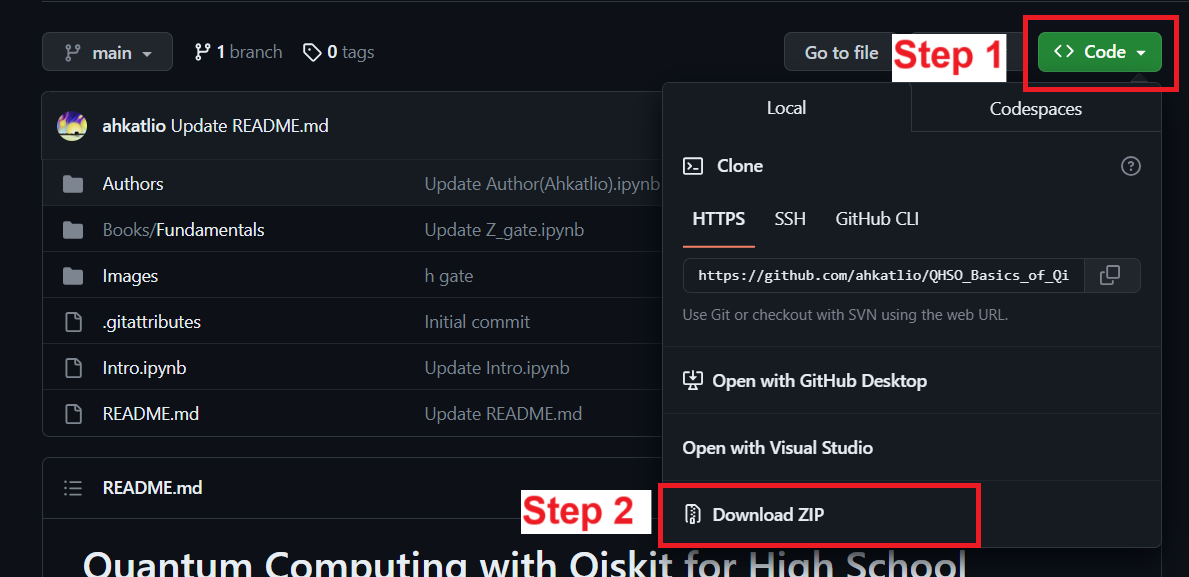 main
1 branch
0 tags
Go to file
Step 1
<> Code
Local
Codespaces
ahkatlio Update README.md
Clone
Authors
Update Author(Ahkatlio).ipynb
HTTPS
SSH
GitHub CLI
Books/Fundamentals
Update Z_gate.ipynb
Images
h gate
https://github.com/ahkatlio/QHSO_Basics_of_Qi
.gitattributes
Initial commit
Use Git or checkout with SVN using the web URL.
Intro.ipynb
Update Intro.ipynb
Open with GitHub Desktop
README.md
Update README.md
Open with Visual Studio
README.md
Step 2
Download ZIP
Quantum Computing with Qiskit for High School